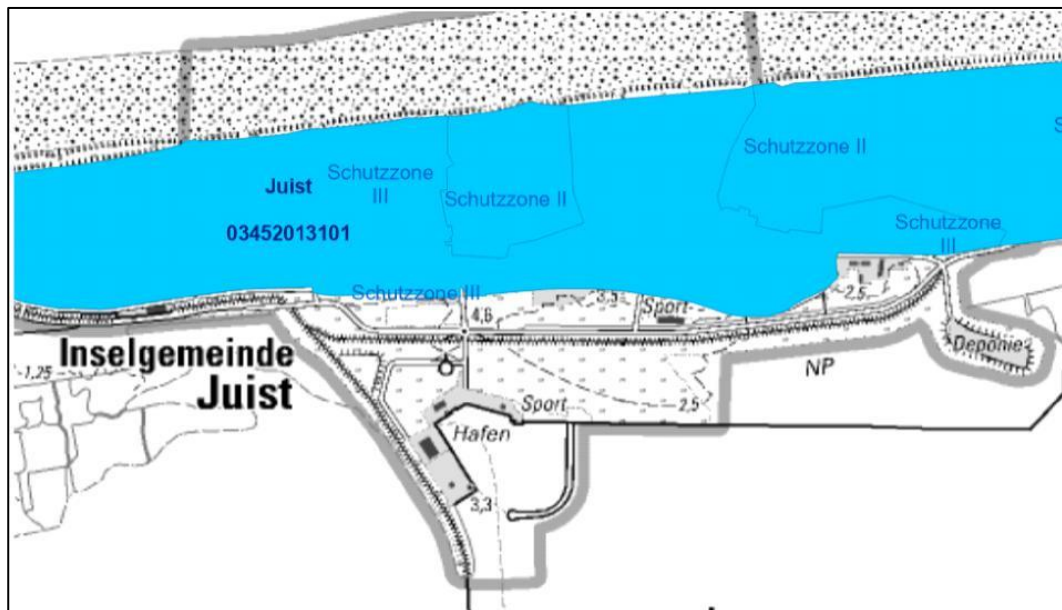 Schutzzone II
Schutzzone
III
Juist
Schutzzone II
03452013101
Schutzzone
III
Schutzzone III
3,5
Sport
2,5
4,6
Inselgemeinde
Juist
1,25
Deponie
NP
Sport
2,5
Hafen
3,3